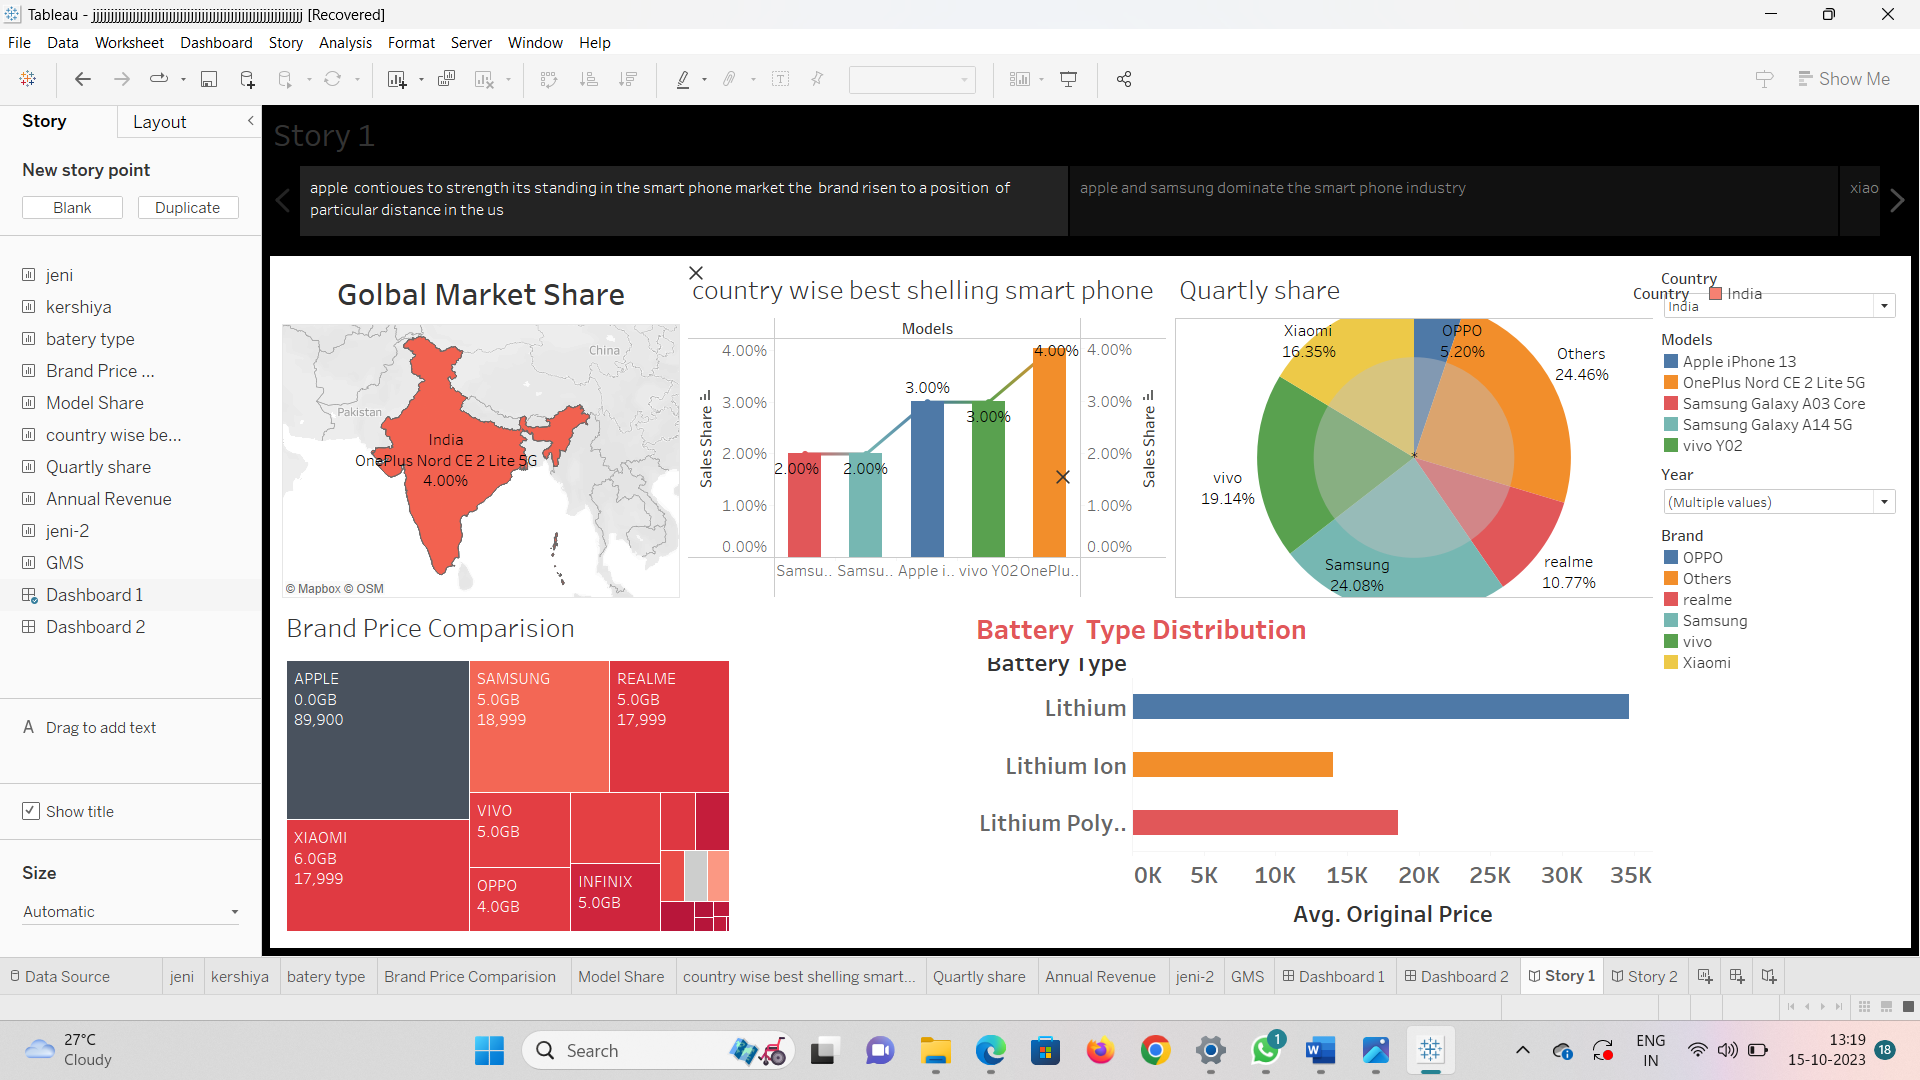 Tableau - jjjjjjjjjjjjjjjjjjjjjjjjjjjjjjjjjjjjjjjjjjjjjjjjjjjjjjjjjj [Recovered]
File Data Worksheet Dashboard Story Analysis Format Server Window Help
Show Me
Story Layout
New story point
Blank Duplicate
jeni
kershiya
batery type
Brand Price ...
Model Share
country wise be...
Quartly share
Annual Revenue
jeni-2
GMS
Dashboard 1
Dashboard 2
A Drag to add text
Show title
Size
Automatic
Story 1
apple contioues to strength its standing in the smart phone market the brand risen to a position of
particular distance in the us
apple and samsung dominate the smart phone industry
xiao
Golbal Market Share
China
Pakistan
India
OnePlus Nord CE 2 Lite 5G
4.00%
© Mapbox © OSM
country wise best shelling smart phone
Models
Sales Share
4.00%
3.00%
2.00%
1.00%
0.00%
2.00%
2.00%
3.00%
3.00%
4.00%
4.00%
3.00%
2.00%
1.00%
0.00%
Sales Share
Samsu.. Samsu.. Apple i.. vivo Y02 OnePlu..
Quartly share
Xiaomi
16.35%
OPPO
5.20%
Others
24.46%
vivo
19.14%
Samsung
24.08%
realme
10.77%
*
Country
Country India
India
Models
Apple iPhone 13
OnePlus Nord CE 2 Lite 5G
Samsung Galaxy A03 Core
Samsung Galaxy A14 5G
vivo Y02
Year
(Multiple values)
Brand
OPPO
Others
realme
Samsung
vivo
Xiaomi
Brand Price Comparision
APPLE
0.0GB
89,900
SAMSUNG
5.0GB
18,999
REALME
5.0GB
17,999
XIAOMI
6.0GB
17,999
VIVO
5.0GB
OPPO
4.0GB
INFINIX
5.0GB
Battery Type Distribution
Battery Type
Lithium
Lithium Ion
Lithium Poly..
0K 5K 10K 15K 20K 25K 30K 35K
Avg. Original Price
Data Source jeni kershiya batery type Brand Price Comparision Model Share country wise best shelling smart... Quartly share Annual Revenue jeni-2 GMS Dashboard 1 Dashboard 2 Story 1 Story 2
27°C
Cloudy
Search
1
ENG
IN
13:19
15-10-2023
18